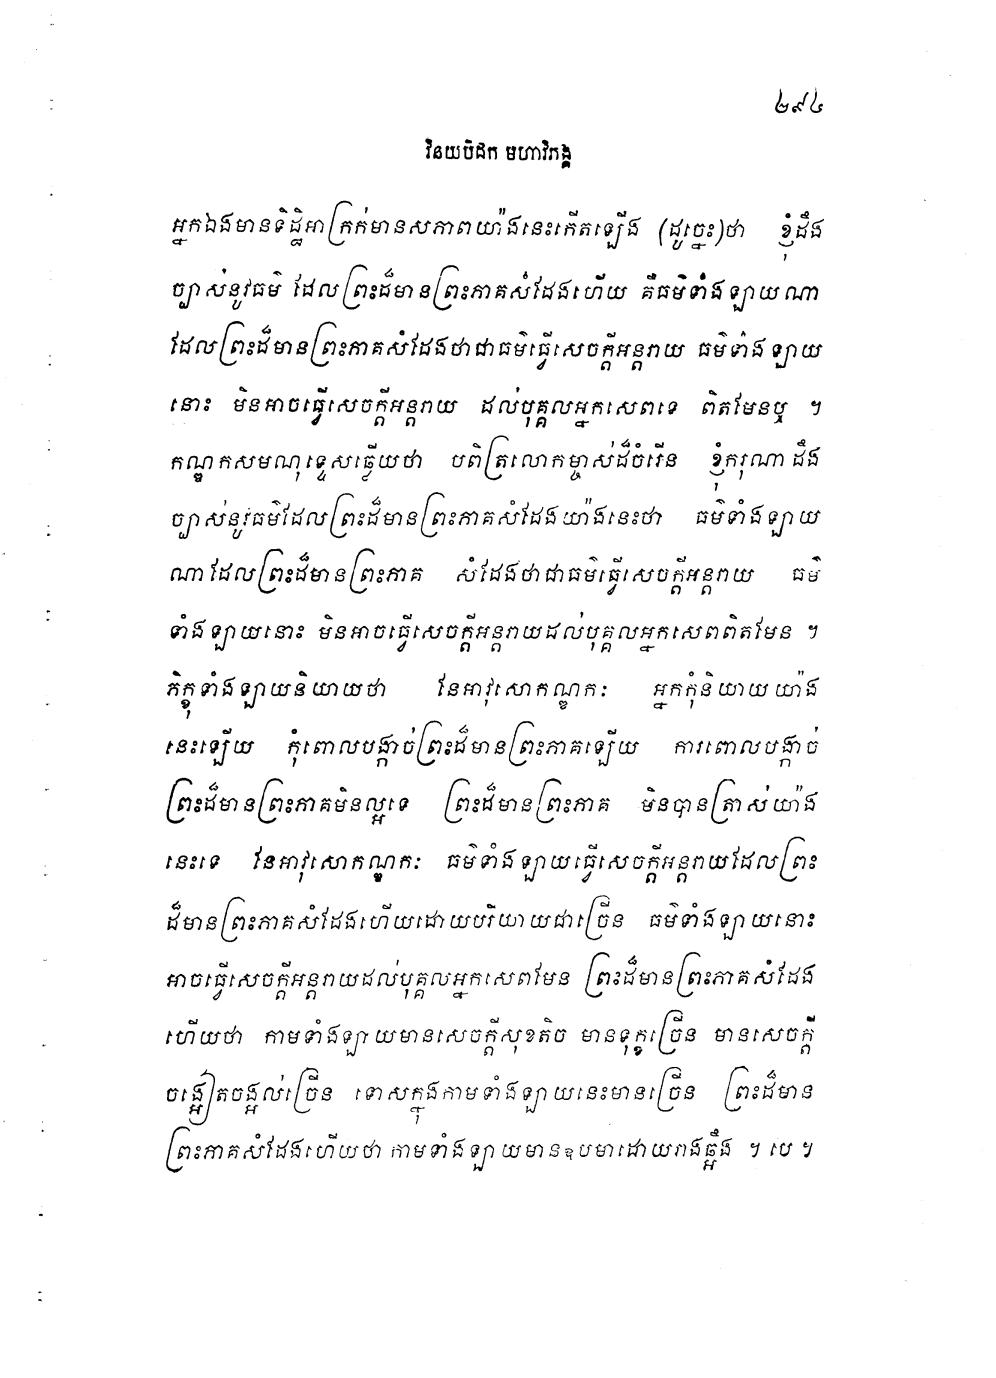 ២៩៤
វិនយបិដក មហាវិភង្គ
អ្នកឯងមានទិដ្ឋិអាក្រក់មានសភាពយ៉ាងនេះកើតឡើង (ដូច្នេះ)ថា ខ្ញុំដឹង
ច្បាស់នូវធម៌ ដែលព្រះដ៏មានព្រះភាគសំដែងហើយ គឺធម៌ទាំងឡាយណា
ដែលព្រះដ៏មានព្រះភាគសំដែងថាជាធម៌ធ្វើសេចក្តីអន្តរាយ ធម៌ទាំងឡាយ
នោះ មិនអាចធ្វើសេចក្តីអន្តរាយ ដល់បុគ្គលអ្នកសេពទេ ពិតមែនឬ ។
កណ្ឌកសមណុទ្ទេសឆ្លើយថា បពិត្រលោកម្ចាស់ដ៏ចំរើន ខ្ញុំករុណាដឹង
ច្បាស់នូវធម៌ដែលព្រះដ៏មានព្រះភាគសំដែងយ៉ាងនេះថា ធម៌ទាំងឡាយ
ណាដែលព្រះដ៏មានព្រះភាគ សំដែងថាជាធម៌ធ្វើសេចក្តីអន្តរាយ ធម៌
ទាំងឡាយនោះ មិនអាចធ្វើសេចក្តីអន្តរាយដល់បុគ្គលអ្នកសេពពិតមែន ។
ភិក្ខុទាំងឡាយនិយាយថា នែអាវុសោកណ្ឌកៈ អ្នកកុំនិយាយយ៉ាង
នេះឡើយ កុំពោលបង្កាច់ព្រះដ៏មានព្រះភាគឡើយ ការពោលបង្កាច់
ព្រះដ៏មានព្រះភាគមិនល្អទេ ព្រះដ៏មានព្រះភាគ មិនបានត្រាស់យ៉ាង
នេះទេ នែអាវុសោកណ្ឌកៈ ធម៌ទាំងឡាយធ្វើសេចក្តីអន្តរាយដែលព្រះ
ដ៏មានព្រះភាគសំដែងហើយដោយបរិយាយជាច្រើន ធម៌ទាំងឡាយនោះ
អាចធ្វើសេចក្តីអន្តរាយដល់បុគ្គលអ្នកសេពមែន ព្រះដ៏មានព្រះភាគសំដែង
ហើយថា កាមទាំងឡាយមានសេចក្តីសុខតិច មានទុក្ខច្រើន មានសេចក្តី
ចង្អៀតចង្អល់ច្រើន ទោសក្នុងកាមទាំងឡាយនេះមានច្រើន ព្រះដ៏មាន
ព្រះភាគសំដែងហើយថា កាមទាំងឡាយមានឧបមាដោយរាងឆ្អឹង ។ បេ ។